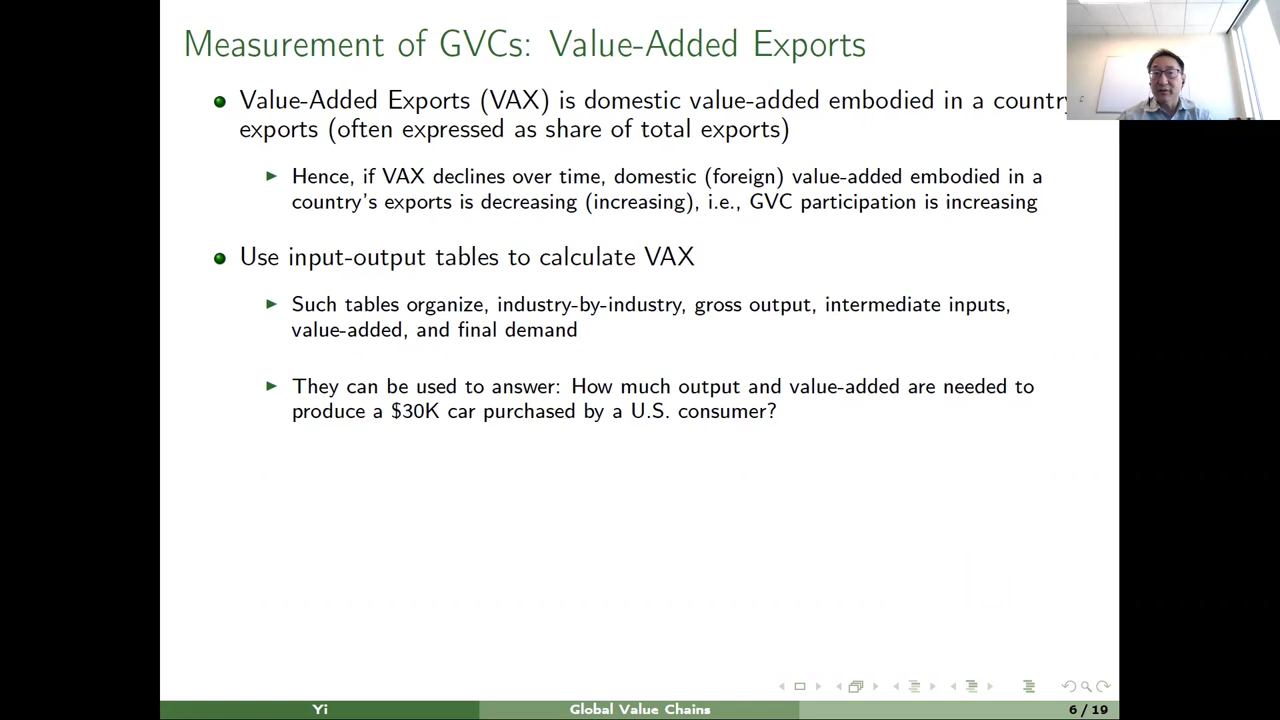 Measurement of GVCs: Value-Added Exports
Value-Added Exports (VAX) is domestic value-added embodied in a country
exports (often expressed as share of total exports)
Hence, if VAX declines over time, domestic (foreign) value-added embodied in a
country's exports is decreasing (increasing), i.e., GVC participation is increasing
Use input-output tables to calculate VAX
Such tables organize, industry-by-industry, gross output, intermediate inputs,
value-added, and final demand
They can be used to answer: How much output and value-added are needed to
produce a $30K car purchased by a U.S. consumer?
Yi
Global Value Chains
6 / 19